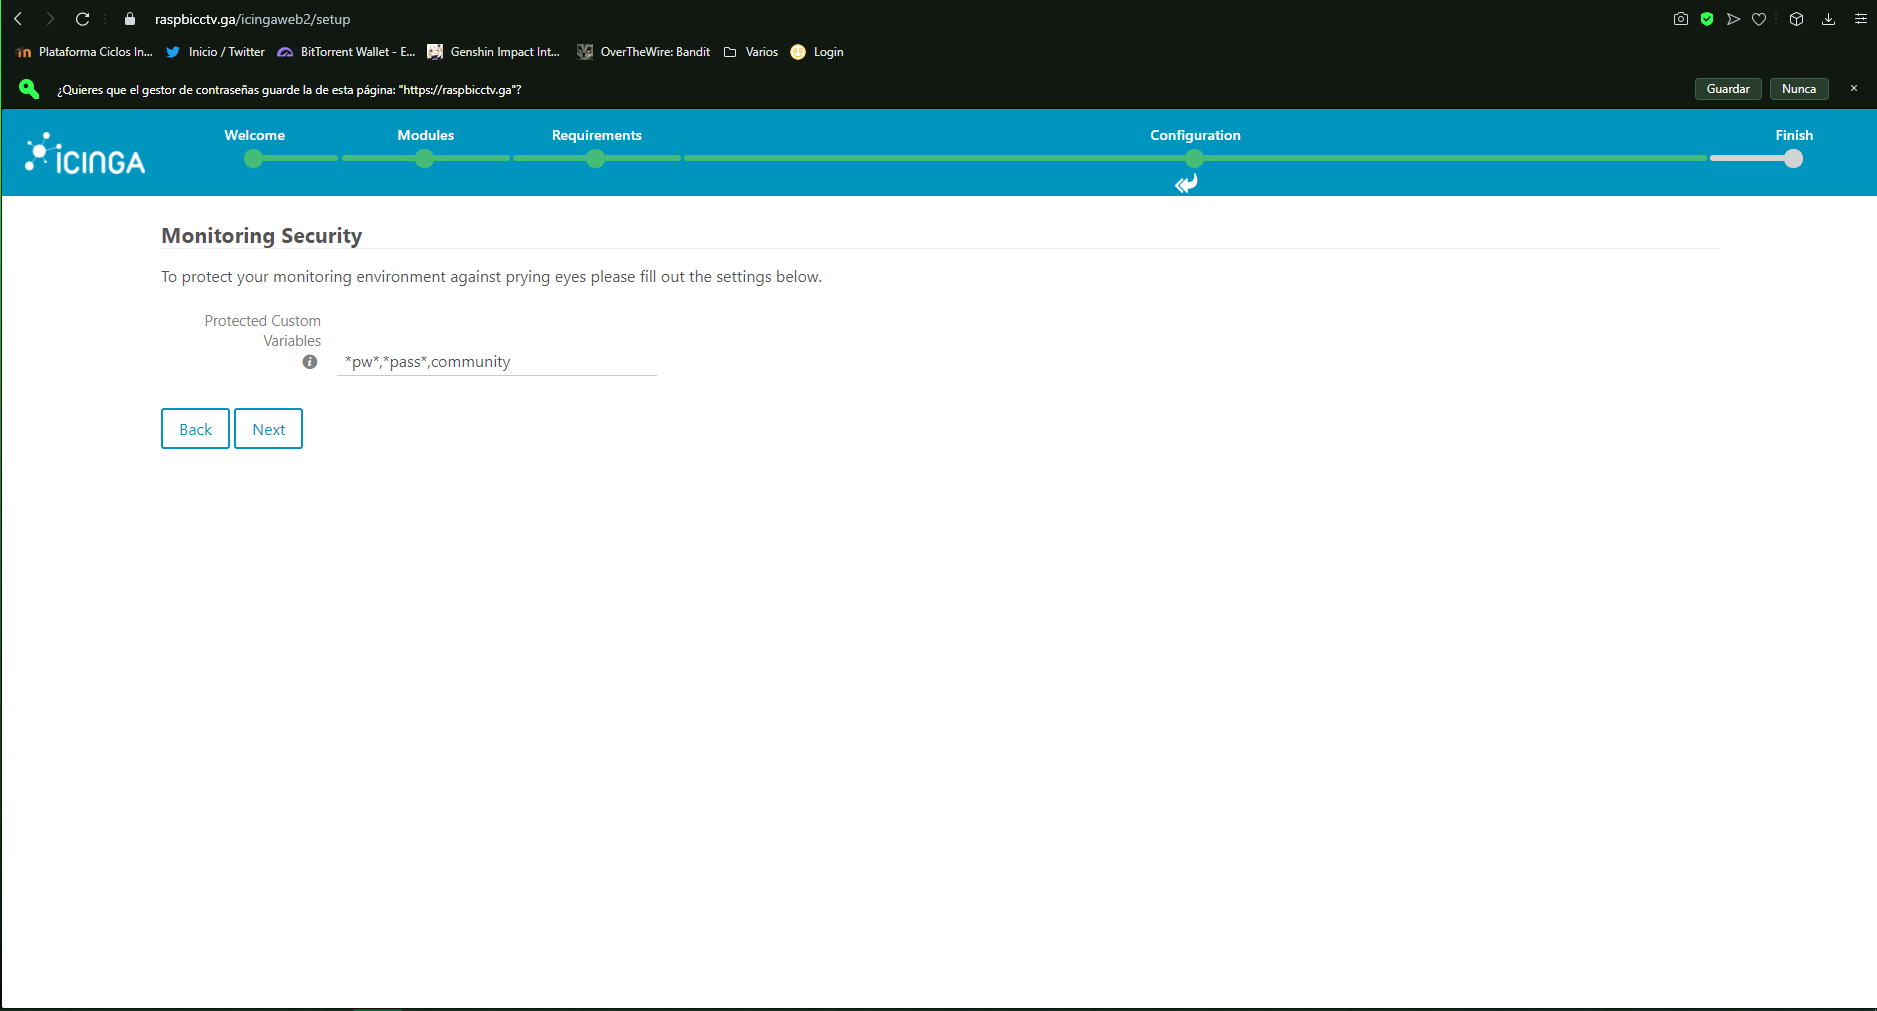 raspbicctv.ga/icingaweb2/setup
Plataforma Ciclos In... Inicio / Twitter BitTorrent Wallet - E... Genshin Impact Int... OverTheWire: Bandit Varios Login
¿Quieres que el gestor de contraseñas guarde la de esta página: "https://raspbicctv.ga"? Guardar Nunca
Welcome Modules Requirements Configuration Finish
ICINGA
Monitoring Security
To protect your monitoring environment against prying eyes please fill out the settings below.
Protected Custom
Variables
*pw*,*pass*,community
Back Next